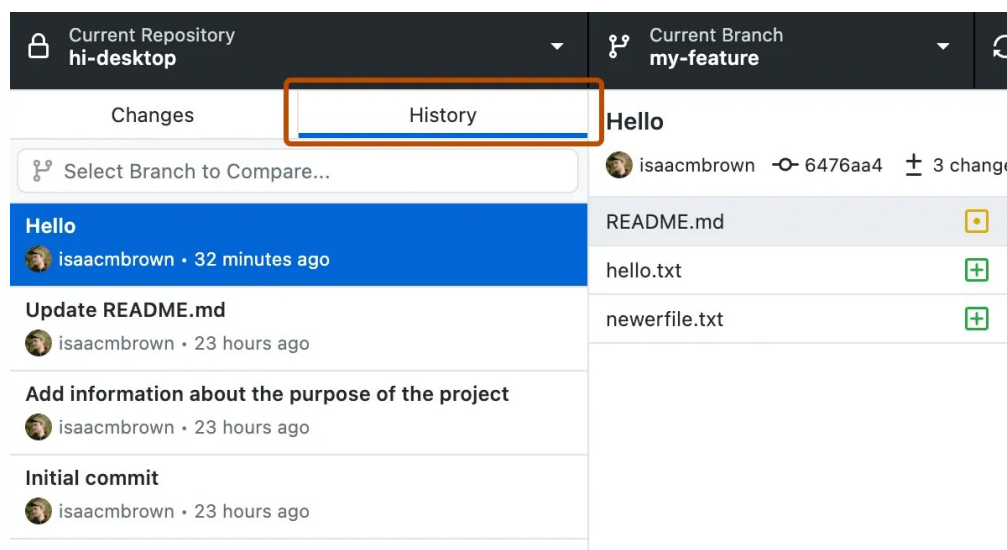 Current Repository
hi-desktop
Current Branch
my-feature
Changes
History
Select Branch to Compare...
Hello
isaacmbrown • 32 minutes ago
Update README.md
isaacmbrown • 23 hours ago
Add information about the purpose of the project
isaacmbrown • 23 hours ago
Initial commit
isaacmbrown • 23 hours ago
Hello
isaacmbrown 6476aa4 ± 3 change
README.md
hello.txt
newerfile.txt